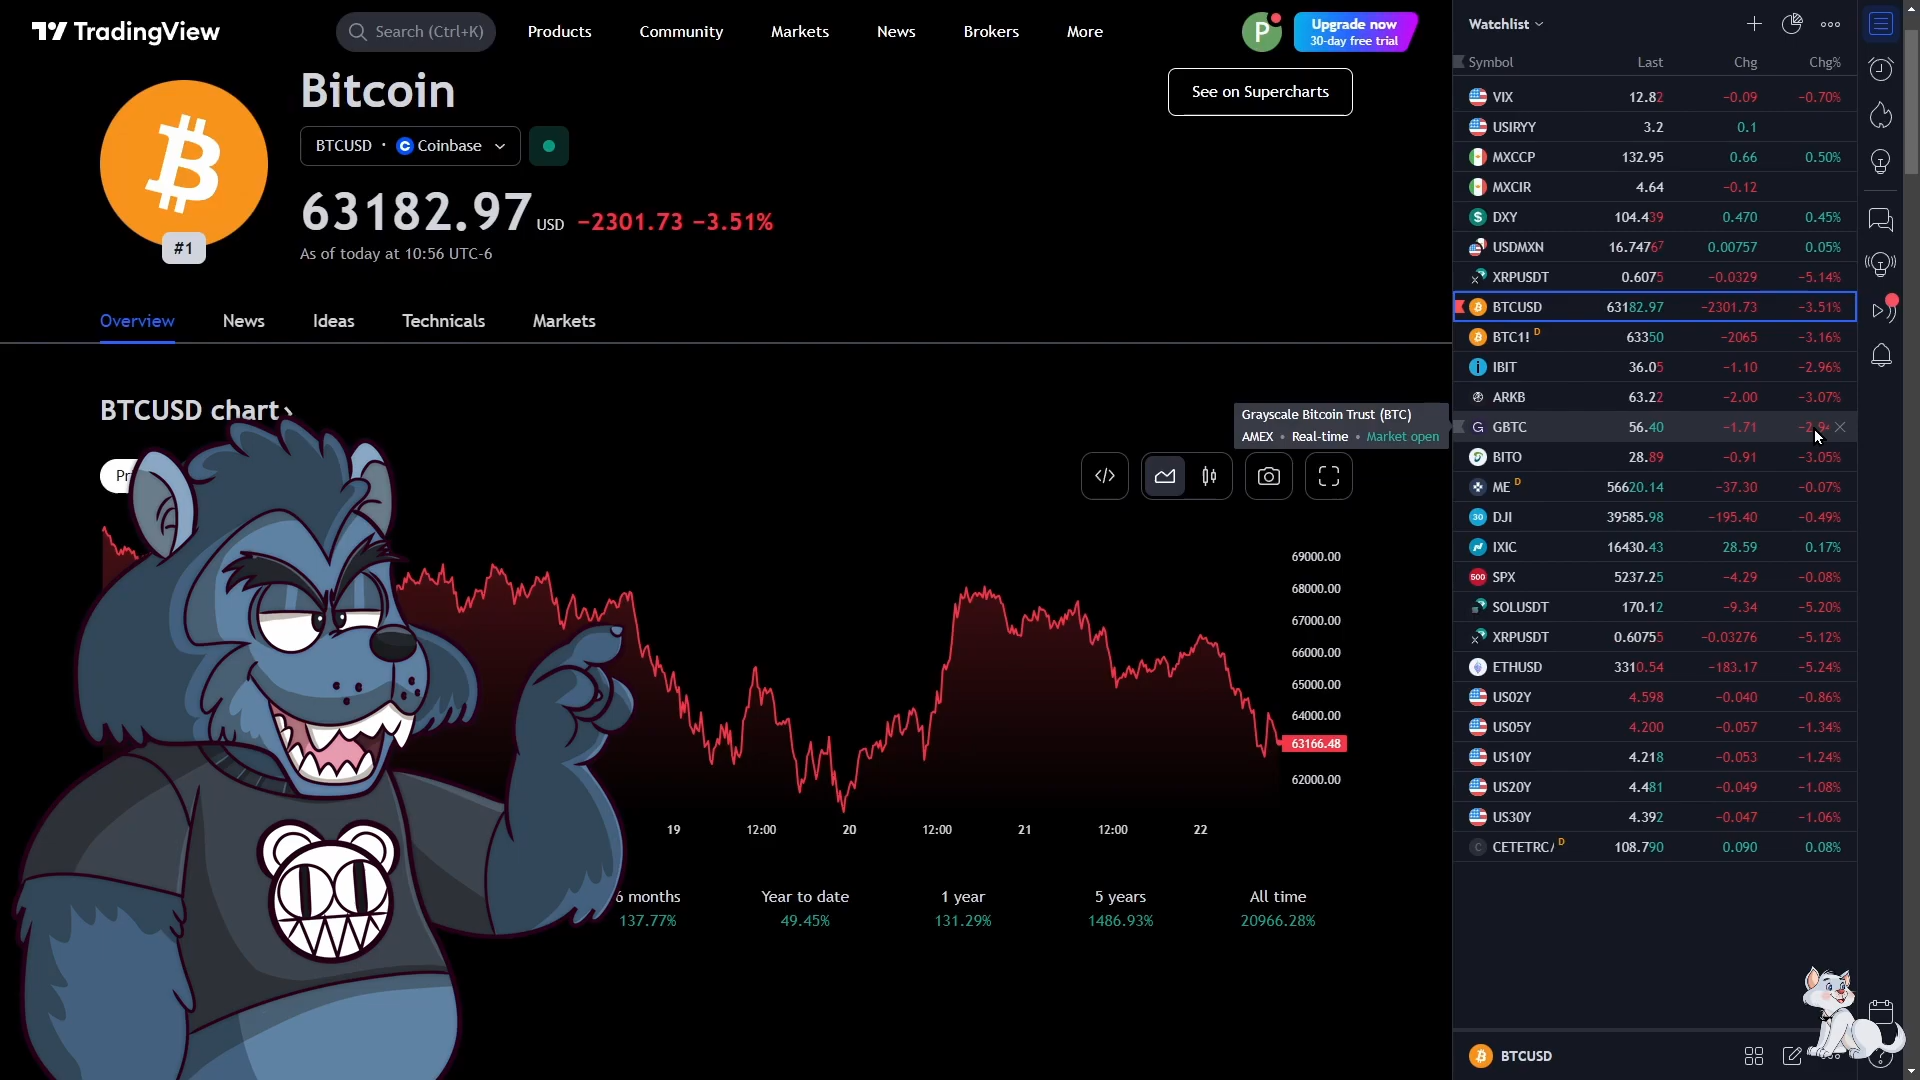 TradingView
Search (Ctrl+K)
Products
Community
Markets
News
Brokers
More
P
Upgrade now
30-day free trial
Bitcoin
See on Supercharts
BTCUSD · Coinbase
63182.97 USD −2301.73 −3.51%
#1
As of today at 10:56 UTC-6
Overview
News
Ideas
Technicals
Markets
BTCUSD chart
Grayscale Bitcoin Trust (BTC)
AMEX • Real-time • Market open
69000.00
68000.00
67000.00
66000.00
65000.00
64000.00
63166.48
62000.00
19
12:00
20
12:00
21
12:00
22
6 months
137.77%
Year to date
49.45%
1 year
131.29%
5 years
1486.93%
All time
20966.28%
Watchlist
Symbol Last Chg Chg%
VIX 12.82 −0.09 −0.70%
USIRYY 3.2 0.1
MXCCP 132.95 0.66 0.50%
MXCIR 4.64 −0.12
DXY 104.439 0.470 0.45%
USDMXN 16.74767 0.00757 0.05%
XRPUSDT 0.6075 −0.0329 −5.14%
BTCUSD 63182.97 −2301.73 −3.51%
BTC1! D 63350 −2065 −3.16%
IBIT 36.05 −1.10 −2.96%
ARKB 63.22 −2.00 −3.07%
GBTC 56.40 −1.71
BITO 28.89 −0.91 −3.05%
ME D 56620.14 −37.30 −0.07%
30 DJI 39585.98 −195.40 −0.49%
IXIC 16430.43 28.59 0.17%
500 SPX 5237.25 −4.29 −0.08%
SOLUSDT 170.12 −9.34 −5.20%
XRPUSDT 0.60755 −0.03276 −5.12%
ETHUSD 3310.54 −183.17 −5.24%
US02Y 4.598 −0.040 −0.86%
US05Y 4.200 −0.057 −1.34%
US10Y 4.218 −0.053 −1.24%
US20Y 4.481 −0.049 −1.08%
US30Y 4.392 −0.047 −1.06%
C CETETRC/ D 108.790 0.090 0.08%
BTCUSD